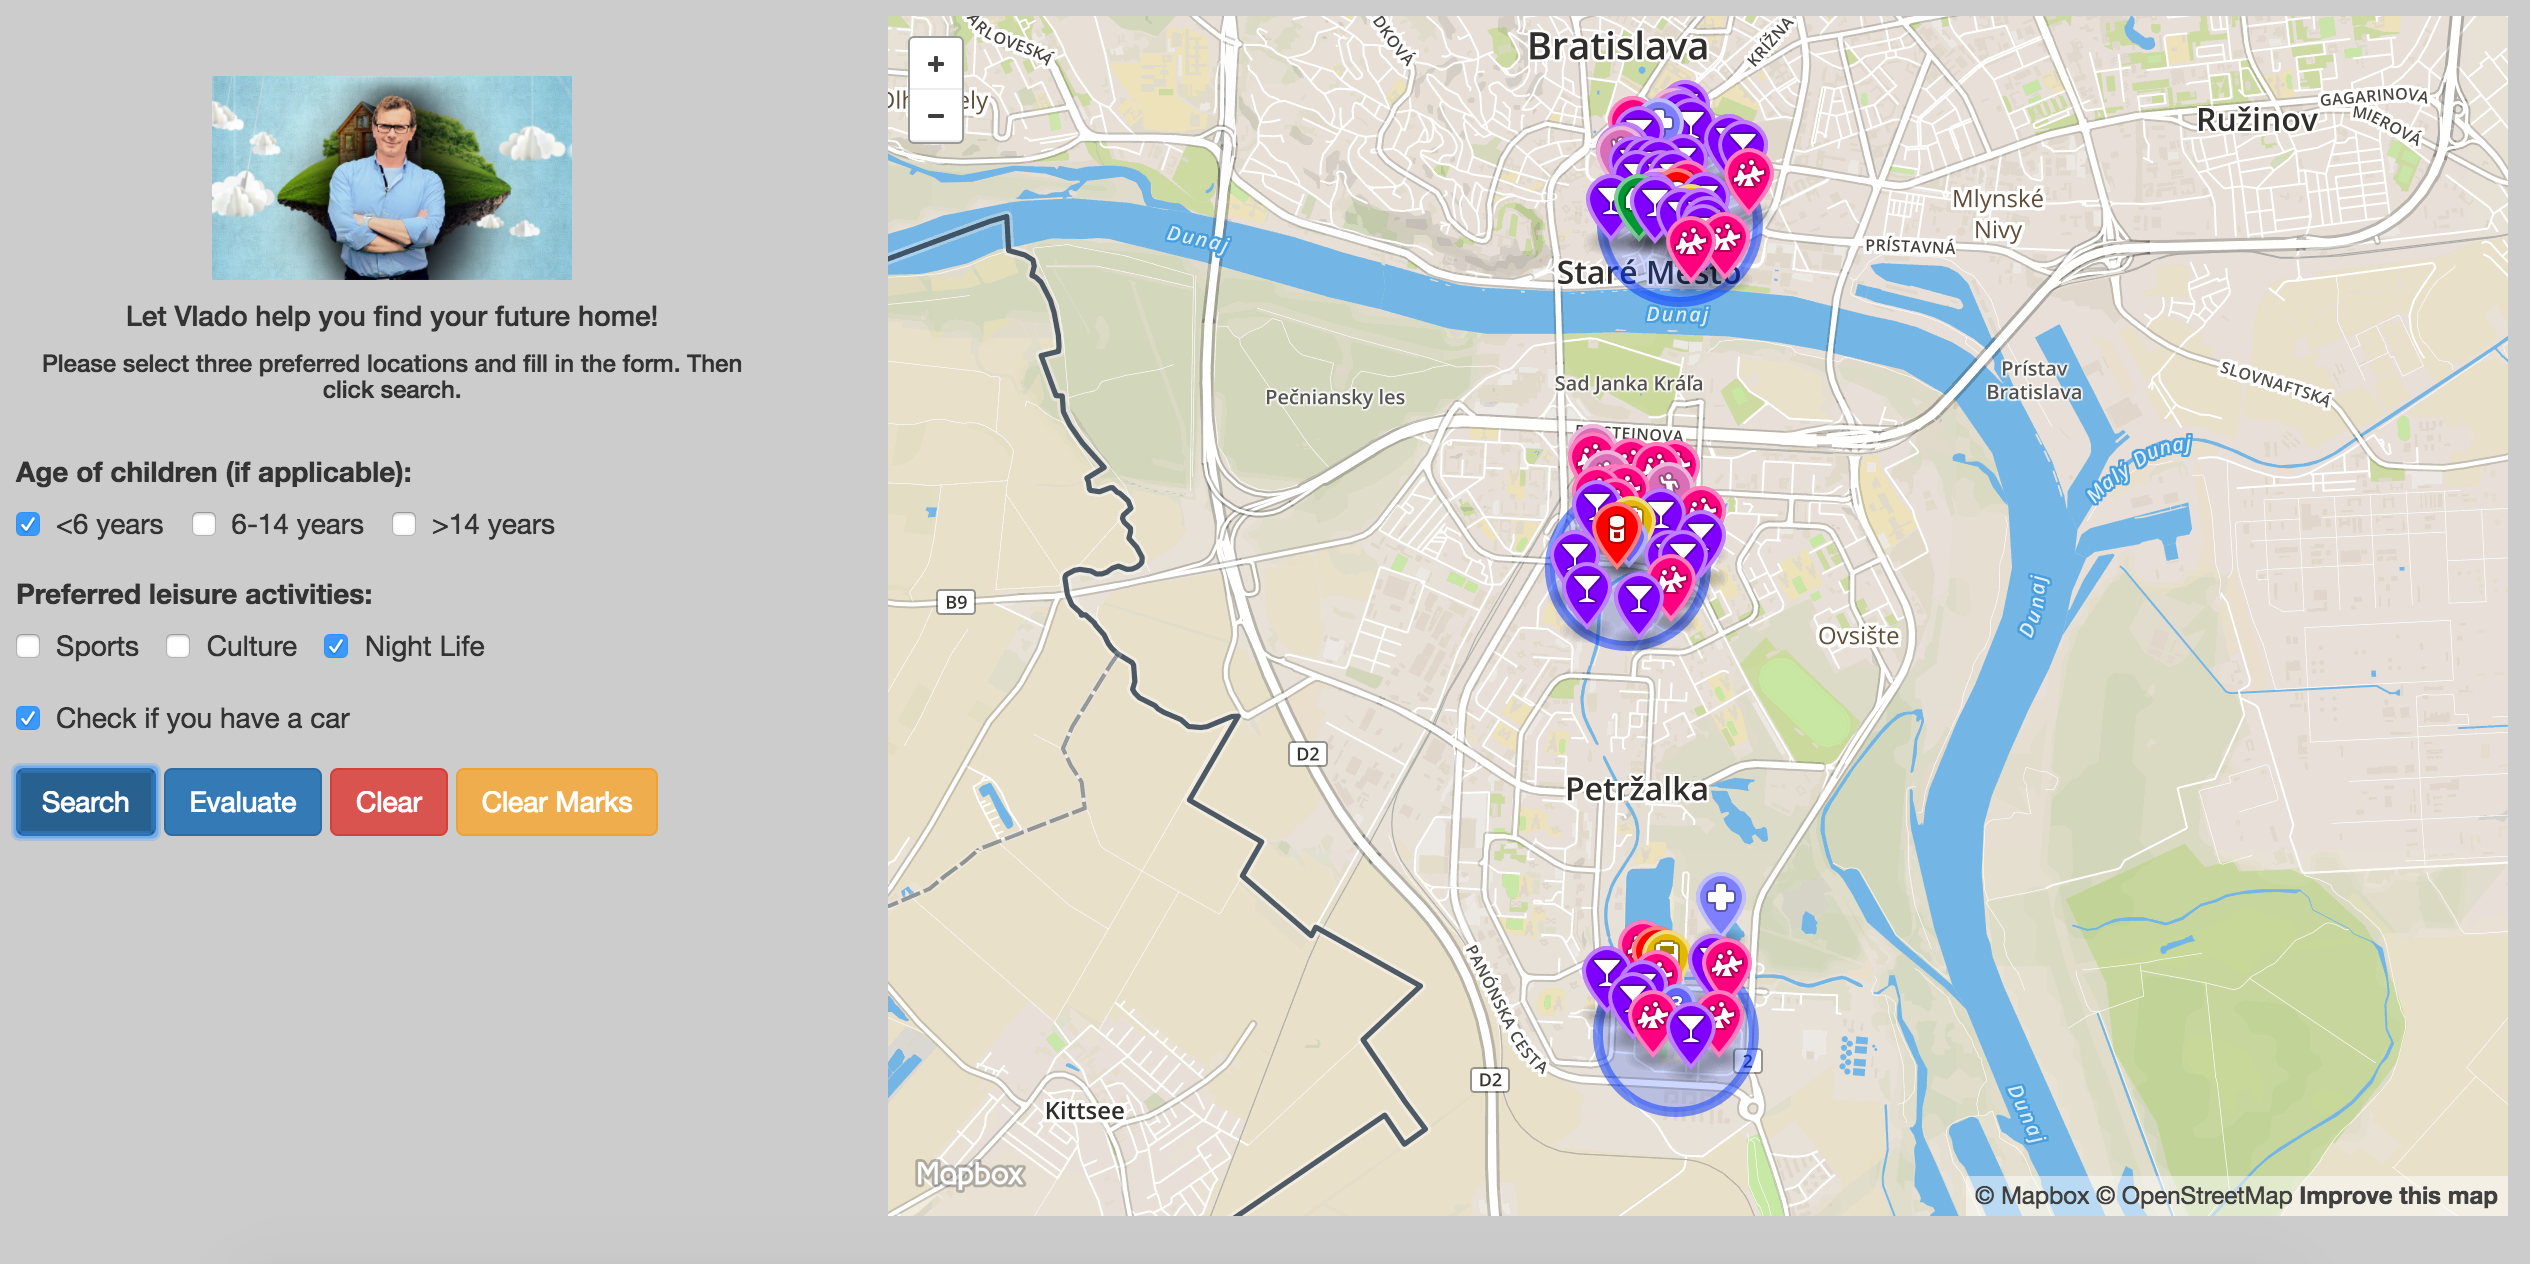 Let Vlado help you find your future home!
Please select three preferred locations and fill in the form. Then
click search.
Age of children (if applicable):
<6 years 6-14 years >14 years
Preferred leisure activities:
Sports Culture Night Life
Check if you have a car
Search Evaluate Clear Clear Marks
+
−
Bratislava
KRÍŽNA
Ružinov
GAGARINOVA
MIEROVÁ
Mlynské
Nivy
PRÍSTAVNÁ
Dunaj
Staré Mesto
Dunaj
Sad Janka Kráľa
Pečniansky les
Prístav
Bratislava
SLOVNAFTSKÁ
Malý Dunaj
B9
Dunaj
Ovsište
D2
Petržalka
PANÓNSKA CESTA
2
D2
Kittsee
Dunaj
Mapbox
© Mapbox © OpenStreetMap Improve this map